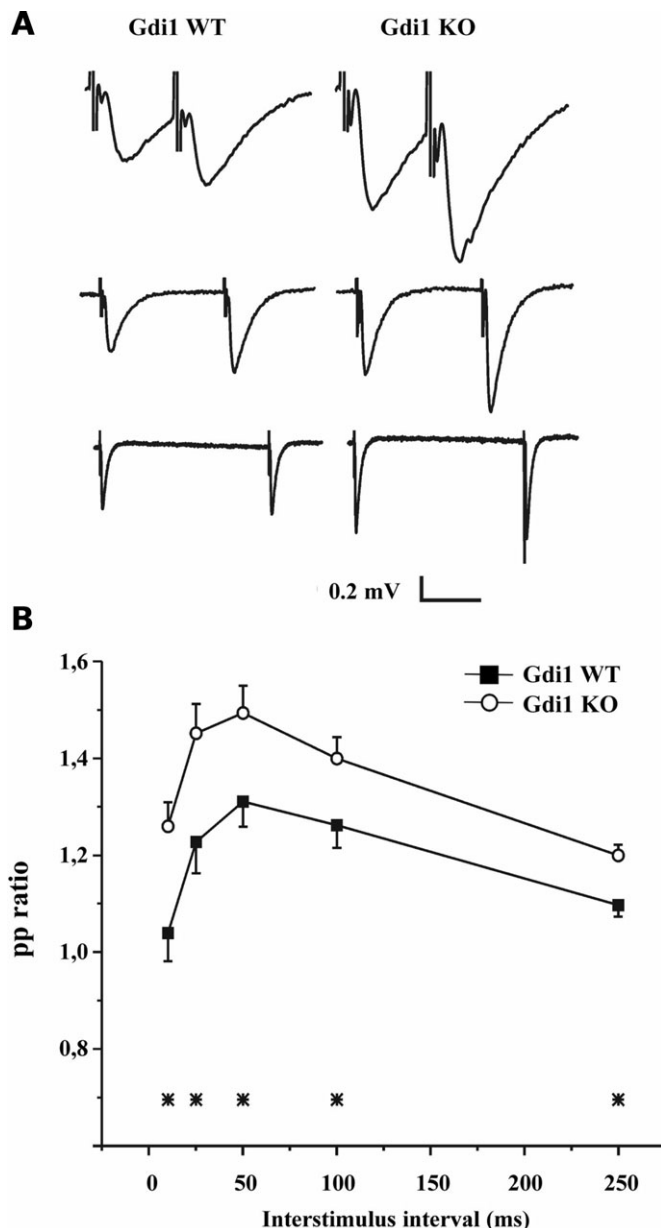 A
Gdi1 WT Gdi1 KO
0.2 mV
B
1,6
1,4
1,2
1,0
0,8
pp ratio
Gdi1 WT
Gdi1 KO
* * * * *
0 50 100 150 200 250
Interstimulus interval (ms)